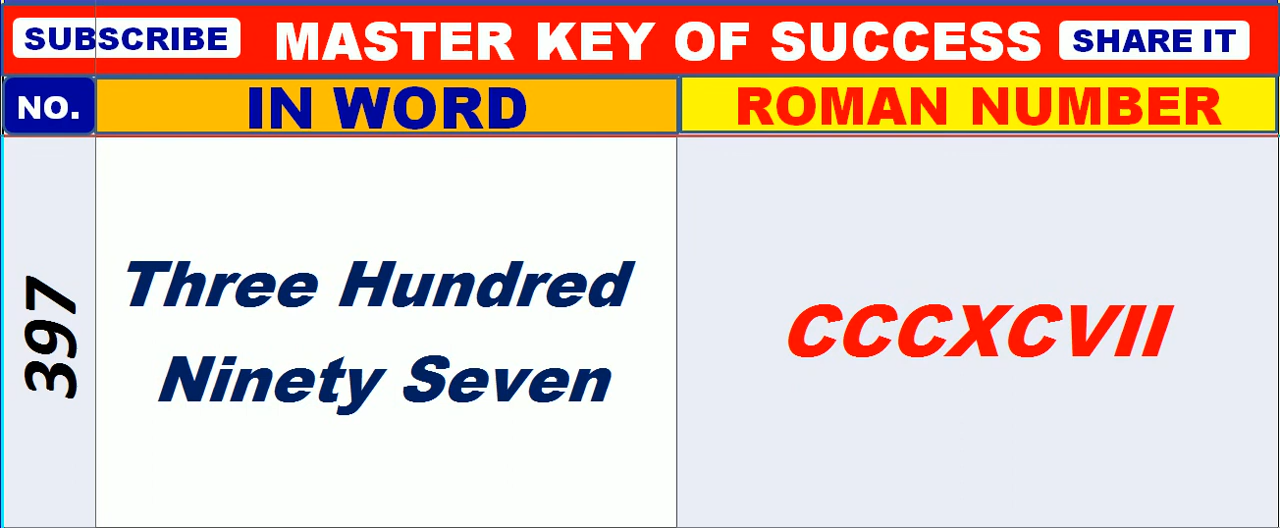 SUBSCRIBE MASTER KEY OF SUCCESS SHARE IT
NO. IN WORD ROMAN NUMBER
397
Three Hundred
Ninety Seven
CCCXCVII